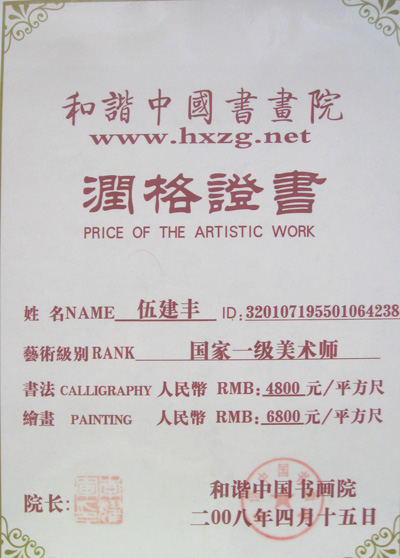 和諧中國書畫院
www.hxzg.net
潤格證書
PRICE OF THE ARTISTIC WORK
姓 名NAME 伍建丰 ID:320107195501064238
藝術級别RANK 国家一级美术师
書法 CALLIGRAPHY 人民幣 RMB:4800元/平方尺
繪畫 PAINTING 人民幣 RMB:6800元/平方尺
院长:
和谐中国书画院
二00八年四月十五日